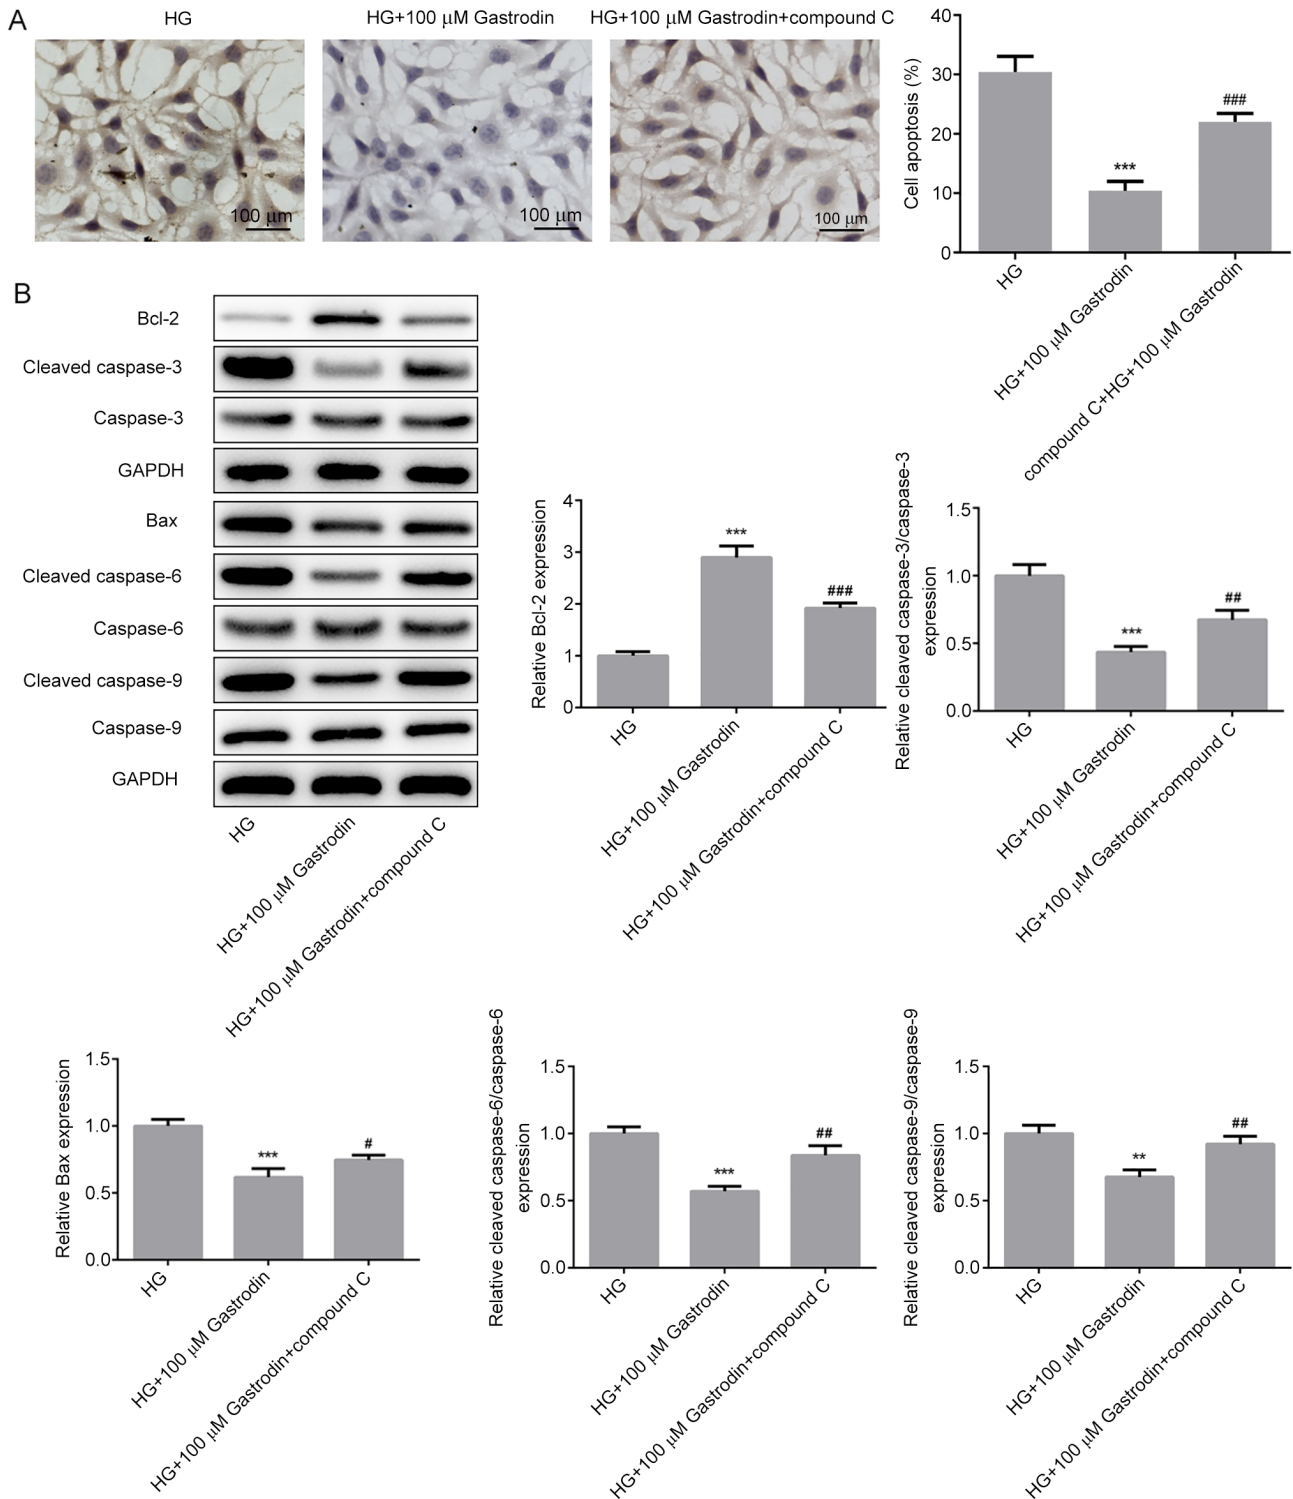 A
HG
HG+100 μM Gastrodin
HG+100 μM Gastrodin+compound C
100 μm
100 μm
100 μm
Cell apoptosis (%)
40
30
20
10
0
***
###
HG
HG+100 μM Gastrodin
compound C+HG+100 μM Gastrodin
B
Bcl-2
Cleaved caspase-3
Caspase-3
GAPDH
Bax
Cleaved caspase-6
Caspase-6
Cleaved caspase-9
Caspase-9
GAPDH
HG
HG+100 μM Gastrodin
HG+100 μM Gastrodin+compound C
Relative Bcl-2 expression
4
3
2
1
0
***
###
HG
HG+100 μM Gastrodin
HG+100 μM Gastrodin+compound C
Relative cleaved caspase-3/caspase-3
expression
1.5
1.0
0.5
0.0
***
##
HG
HG+100 μM Gastrodin
HG+100 μM Gastrodin+compound C
Relative Bax expression
1.5
1.0
0.5
0.0
***
#
HG
HG+100 μM Gastrodin
HG+100 μM Gastrodin+compound C
Relative cleaved caspase-6/caspase-6
expression
1.5
1.0
0.5
0.0
***
##
HG
HG+100 μM Gastrodin
HG+100 μM Gastrodin+compound C
Relative cleaved caspase-9/caspase-9
expression
1.5
1.0
0.5
0.0
**
##
HG
HG+100 μM Gastrodin
HG+100 μM Gastrodin+compound C